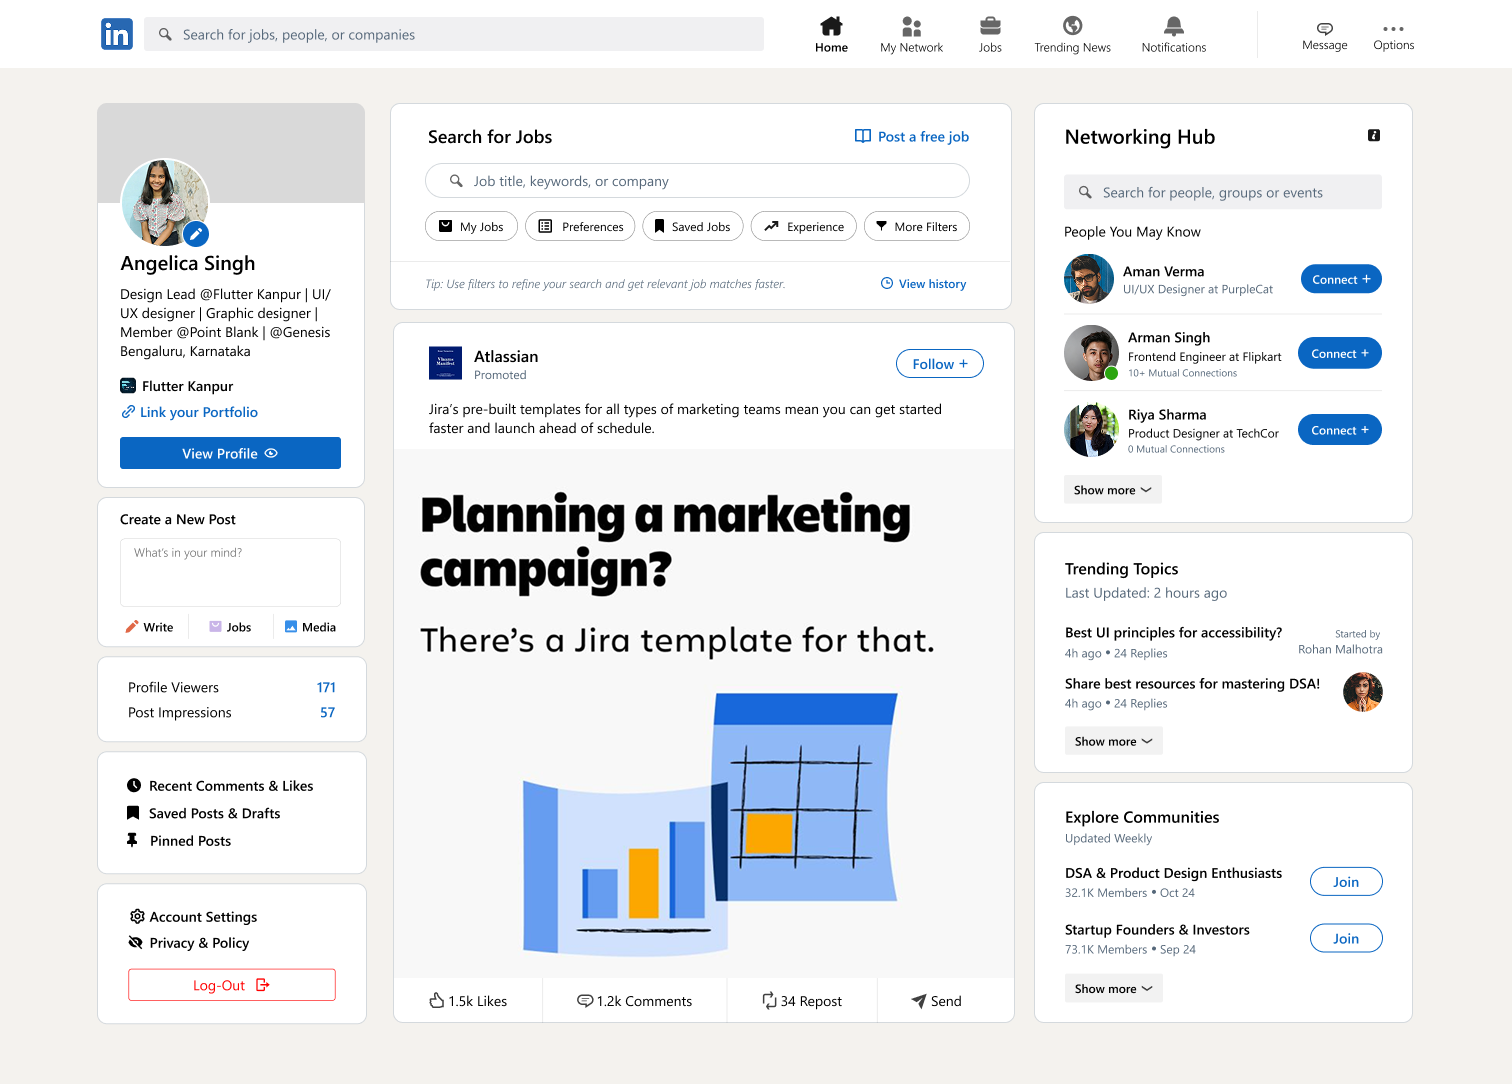 in
Search for jobs, people, or companies
Home
My Network
Jobs
Trending News
Notifications
Message
Options
Angelica Singh
Design Lead @Flutter Kanpur | UI/
UX designer | Graphic designer |
Member @Point Blank | @Genesis
Bengaluru, Karnataka
Flutter Kanpur
Link your Portfolio
View Profile
Create a New Post
What's in your mind?
Write
Jobs
Media
Profile Viewers 171
Post Impressions 57
Recent Comments & Likes
Saved Posts & Drafts
Pinned Posts
Account Settings
Privacy & Policy
Log-Out
Search for Jobs
Post a free job
Job title, keywords, or company
My Jobs
Preferences
Saved Jobs
Experience
More Filters
Tip: Use filters to refine your search and get relevant job matches faster.
View history
Atlassian
Promoted
Follow +
Jira's pre-built templates for all types of marketing teams mean you can get started
faster and launch ahead of schedule.
Planning a marketing
campaign?
There's a Jira template for that.
1.5k Likes
1.2k Comments
34 Repost
Send
Networking Hub
Search for people, groups or events
People You May Know
Aman Verma
UI/UX Designer at PurpleCat
Connect +
Arman Singh
Frontend Engineer at Flipkart
10+ Mutual Connections
Connect +
Riya Sharma
Product Designer at TechCor
0 Mutual Connections
Connect +
Show more
Trending Topics
Last Updated: 2 hours ago
Best UI principles for accessibility?
4h ago • 24 Replies
Started by
Rohan Malhotra
Share best resources for mastering DSA!
4h ago • 24 Replies
Show more
Explore Communities
Updated Weekly
DSA & Product Design Enthusiasts
32.1K Members • Oct 24
Join
Startup Founders & Investors
73.1K Members • Sep 24
Join
Show more